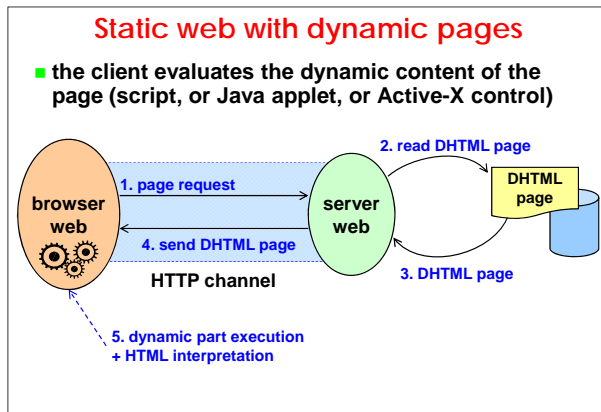 Static web with dynamic pages
the client evaluates the dynamic content of the
page (script, or Java applet, or Active-X control)
2. read DHTML page
1. page request
DHTML
page
browser
web
server
web
4. send DHTML page
3. DHTML page
HTTP channel
5. dynamic part execution
+ HTML interpretation